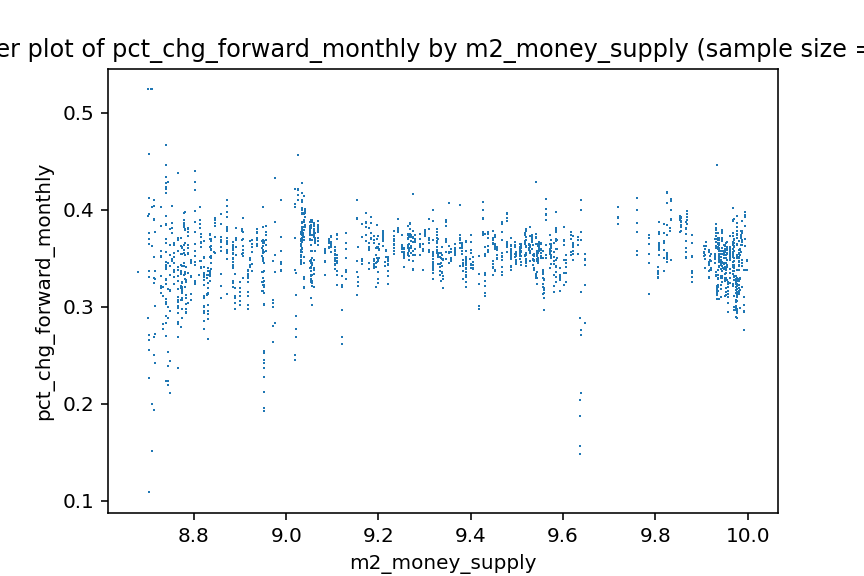 plot of pct_chg_forward_monthly by m2_money_supply (sample size =
0.5
0.4
0.3
0.2
0.1
pct_chg_forward_monthly
8.8 9.0 9.2 9.4 9.6 9.8 10.0
m2_money_supply